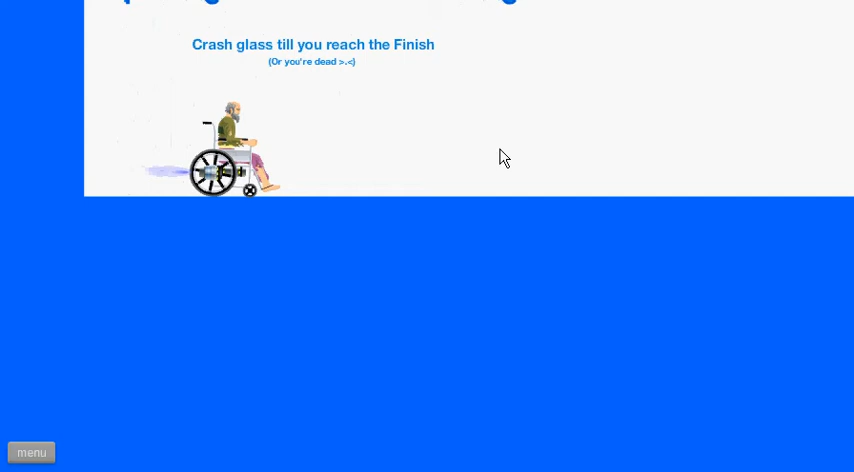 Crash glass till you reach the Finish
(Or you're dead >.<)
menu